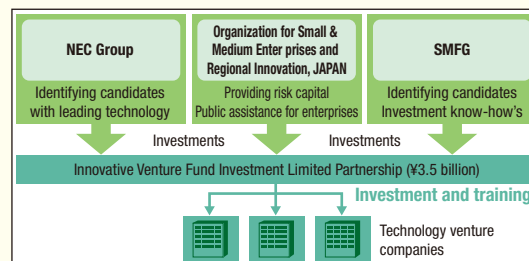 NEC Group
Organization for Small &
Medium Enter prises and
Regional Innovation, JAPAN
SMFG
Identifying candidates
with leading technology
Providing risk capital
Public assistance for enterprises
Identifying candidates
Investment know-how's
Investments
Investments
Innovative Venture Fund Investment Limited Partnership (¥3.5 billion)
Investment and training
Technology venture
companies